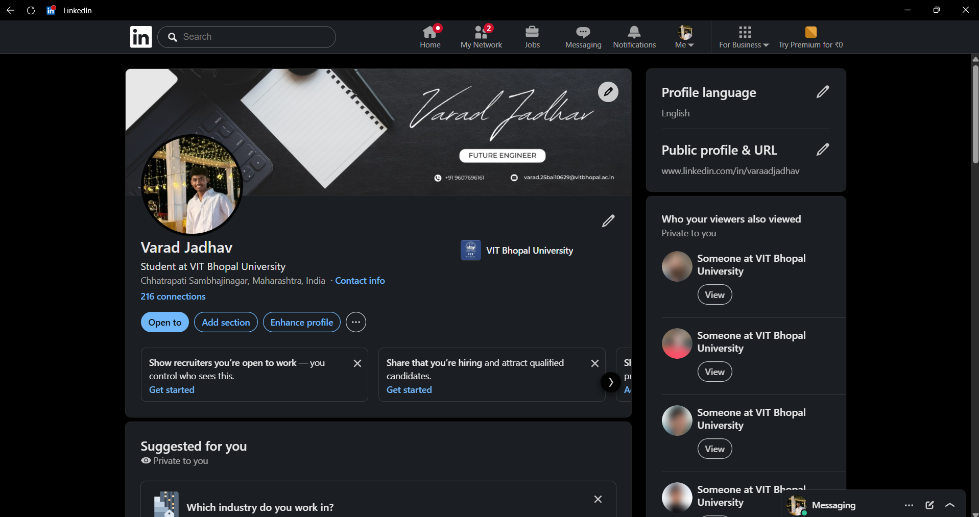 LinkedIn
in
Search
2
Home
My Network
Jobs
Messaging
Notifications
Me
For Business
Try Premium for ₹0
Varad Jadhav
FUTURE ENGINEER
varad.25bai10629@vitbhopal.ac.in
Varad Jadhav
VIT Bhopal University
Student at VIT Bhopal University
Chhatrapati Sambhajinagar, Maharashtra, India · Contact info
216 connections
Open to
Add section
Enhance profile
Show recruiters you're open to work — you
control who sees this.
Get started
Share that you're hiring and attract qualified
candidates.
Get started
Suggested for you
Private to you
Which industry do you work in?
Profile language
English
Public profile & URL
www.linkedin.com/in/varaadjadhav
Who your viewers also viewed
Private to you
Someone at VIT Bhopal
University
View
Someone at VIT Bhopal
University
View
Someone at VIT Bhopal
University
View
Someone at VIT Bhopal
University
Messaging